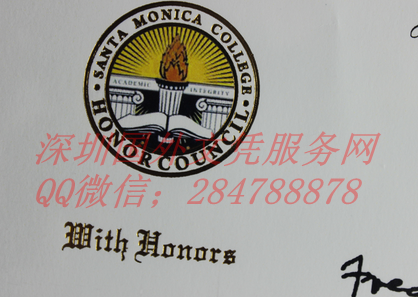 SANTA MONICA COLLEGE
ACADEMIC INTEGRITY
HONOR COUNCIL
深圳国外文凭服务网
QQ微信；284788878
With Honors